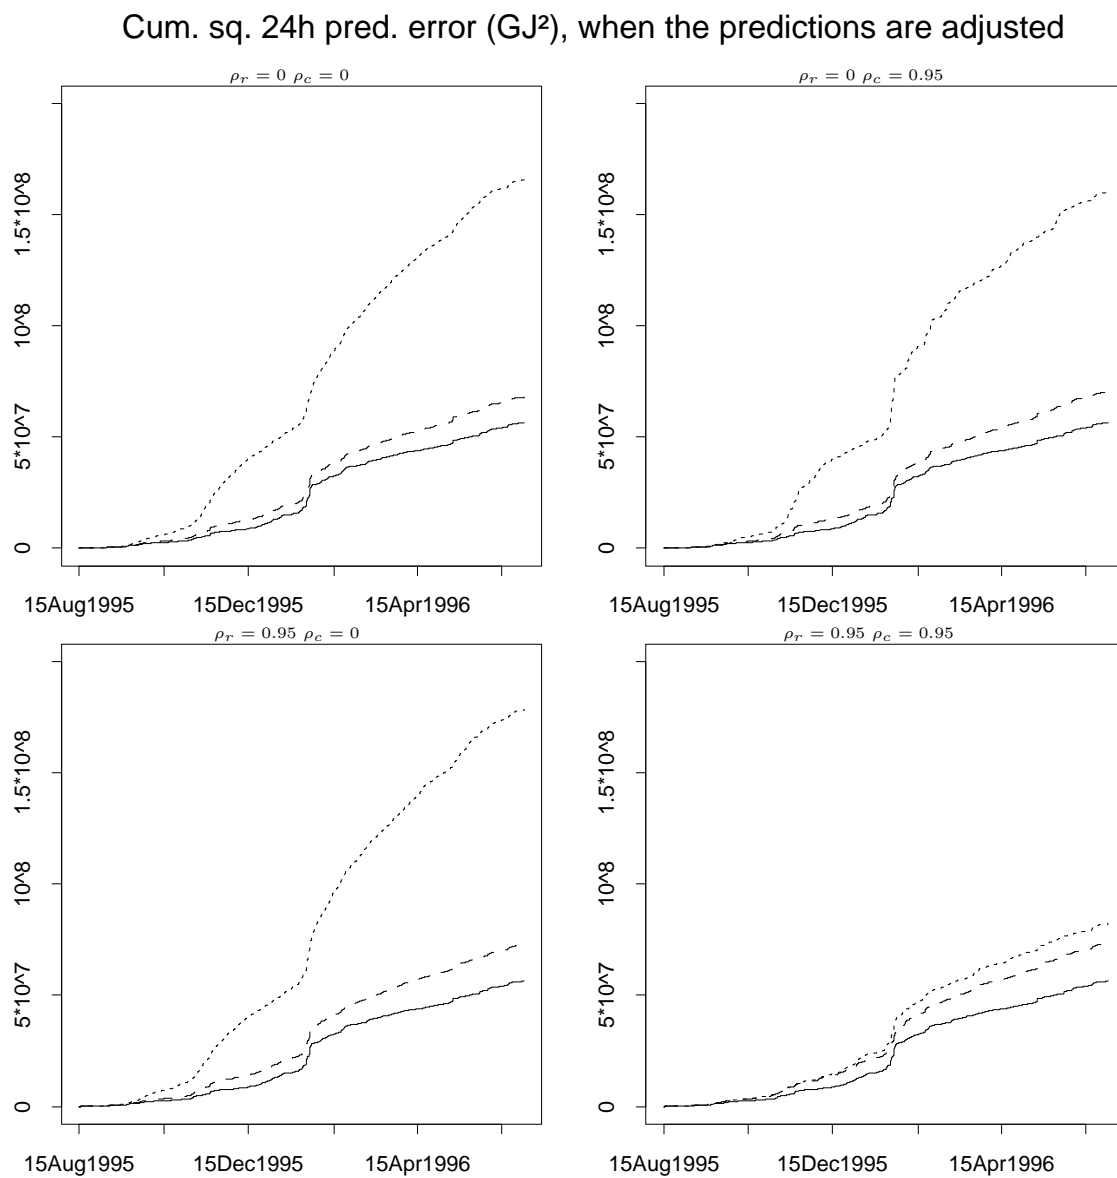 Cum. sq. 24h pred. error (GJ²), when the predictions are adjusted
ρr = 0 ρc = 0
1.5*10^8
10^8
5*10^7
0
15Aug1995 15Dec1995 15Apr1996
ρr = 0 ρc = 0.95
1.5*10^8
10^8
5*10^7
0
15Aug1995 15Dec1995 15Apr1996
ρr = 0.95 ρc = 0
1.5*10^8
10^8
5*10^7
0
15Aug1995 15Dec1995 15Apr1996
ρr = 0.95 ρc = 0.95
1.5*10^8
10^8
5*10^7
0
15Aug1995 15Dec1995 15Apr1996